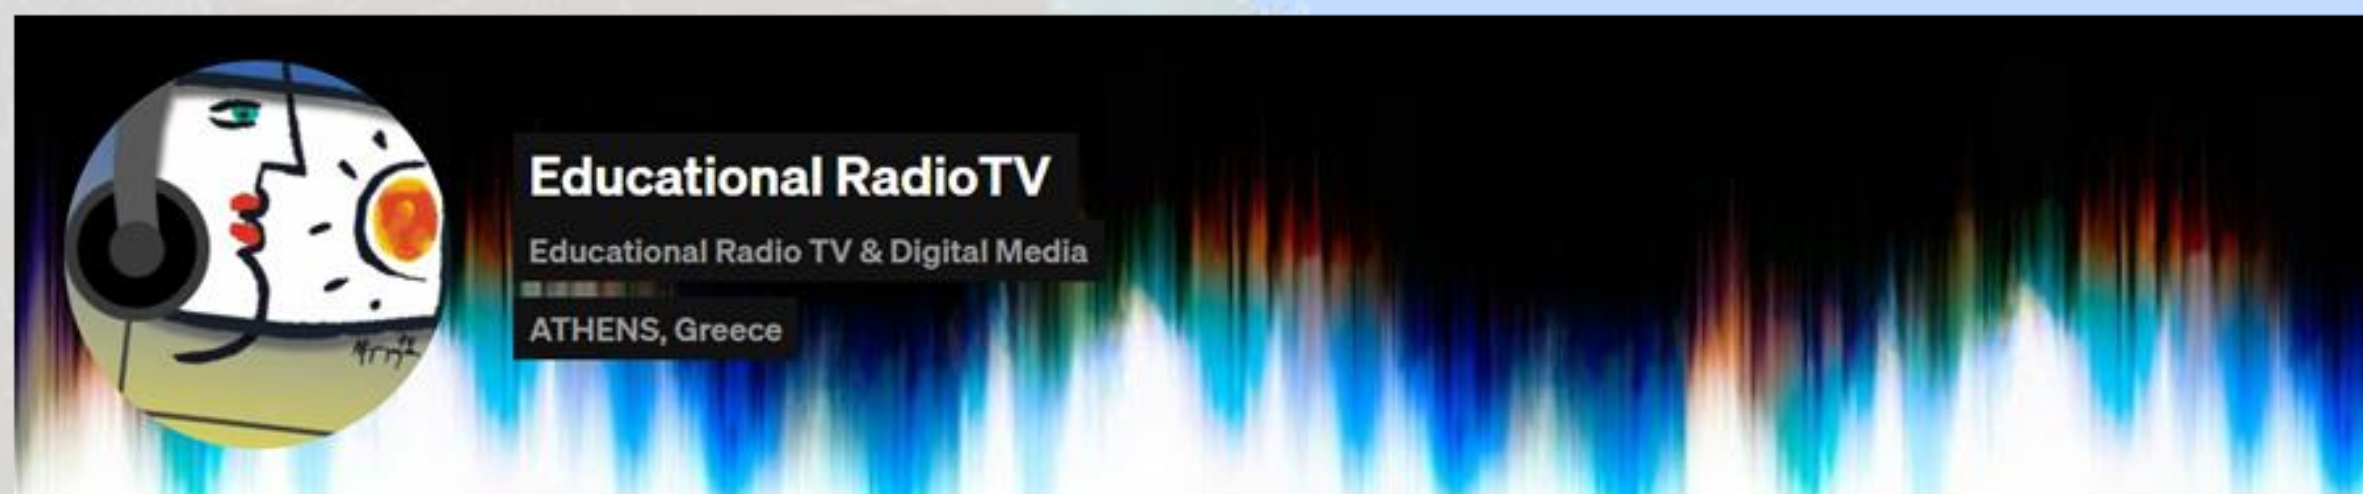 Educational RadioTV
Educational Radio TV & Digital Media
ATHENS, Greece